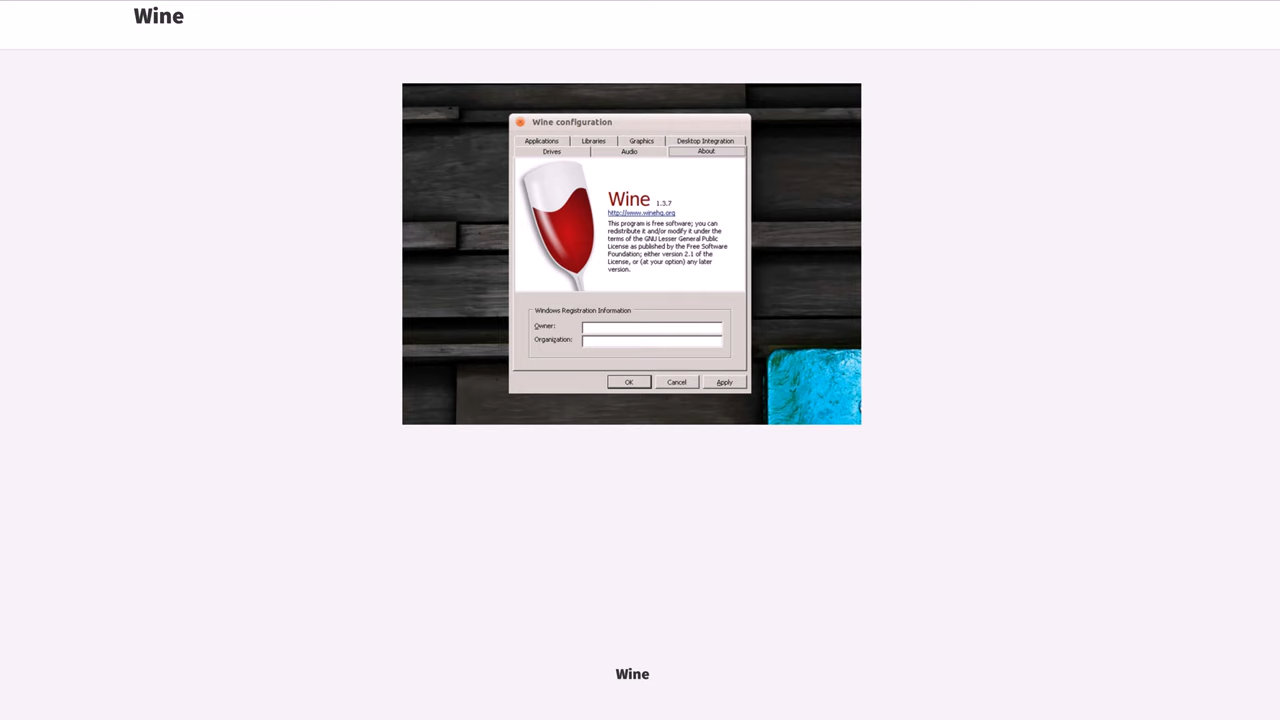 Wine
Wine configuration
Applications Libraries Graphics Desktop Integration
Drives Audio About
Wine 1.3.7
http://www.winehq.org
This program is free software; you can
redistribute it and/or modify it under the
terms of the GNU Lesser General Public
License as published by the Free Software
Foundation; either version 2.1 of the
License, or (at your option) any later
version.
Windows Registration Information
Owner:
Organization:
OK Cancel Apply
Wine